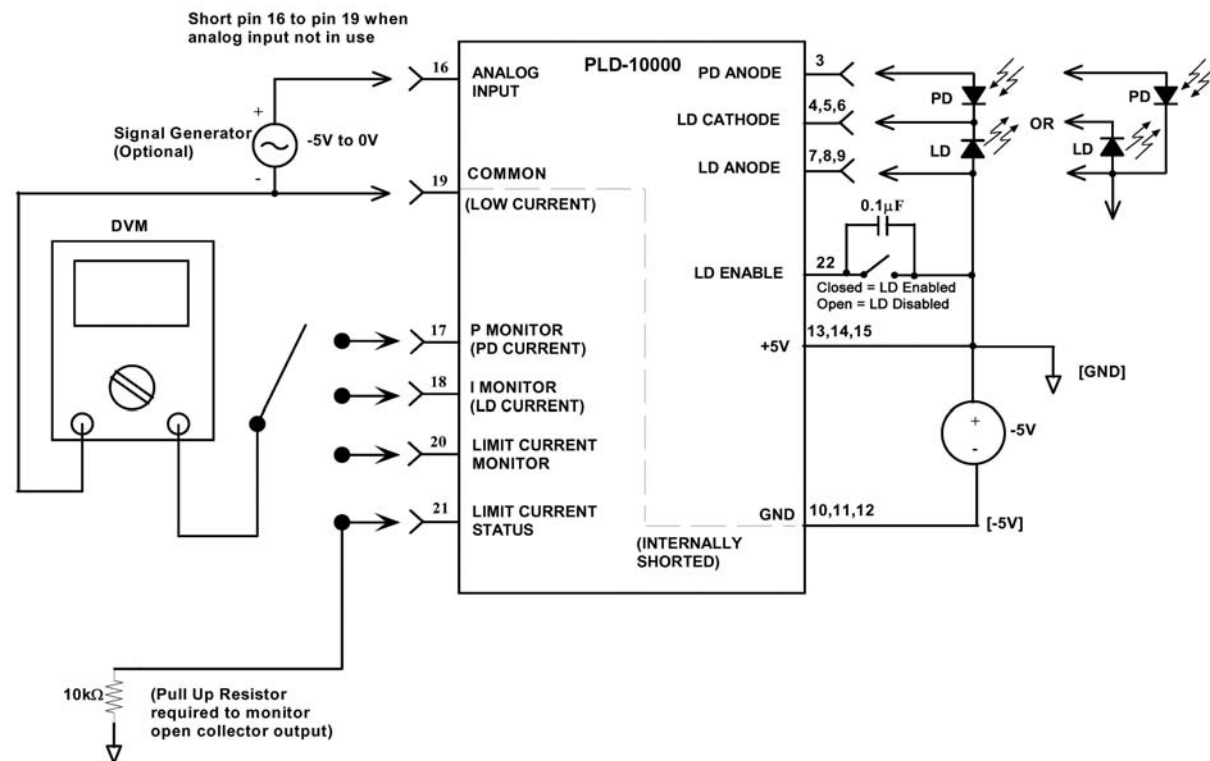 Short pin 16 to pin 19 when
analog input not in use
16
ANALOG
INPUT
PLD-10000
PD ANODE
3
PD
PD
+
Signal Generator
(Optional)
-5V to 0V
-
LD CATHODE
4,5,6
OR
LD
LD
LD ANODE
7,8,9
19
COMMON
(LOW CURRENT)
DVM
0.1µF
LD ENABLE
22
Closed = LD Enabled
Open = LD Disabled
17
P MONITOR
(PD CURRENT)
+5V
13,14,15
[GND]
18
I MONITOR
(LD CURRENT)
+
-5V
-
20
LIMIT CURRENT
MONITOR
21
LIMIT CURRENT
STATUS
GND
10,11,12
[-5V]
(INTERNALLY
SHORTED)
10kΩ
(Pull Up Resistor
required to monitor
open collector output)